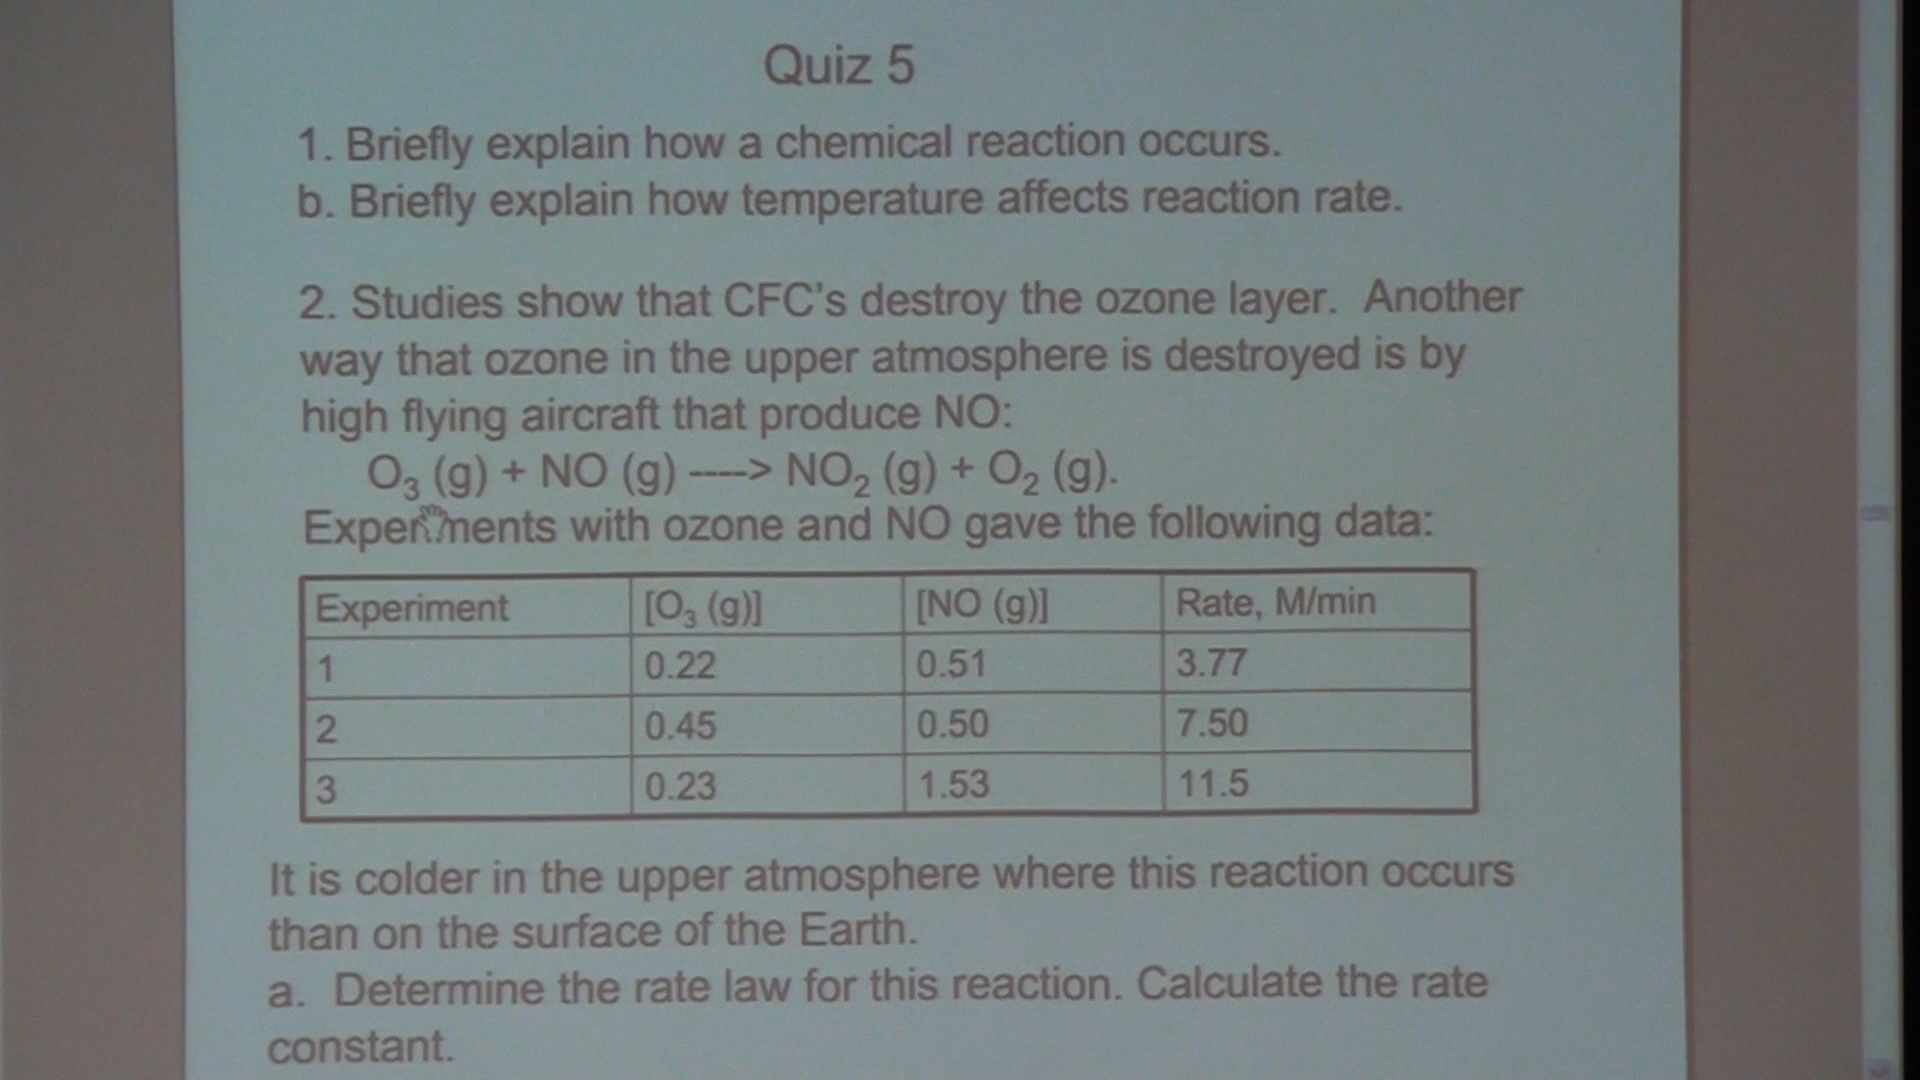 Quiz 5
1. Briefly explain how a chemical reaction occurs.
b. Briefly explain how temperature affects reaction rate.
2. Studies show that CFC's destroy the ozone layer. Another
way that ozone in the upper atmosphere is destroyed is by
high flying aircraft that produce NO:
O₃ (g) + NO (g) ----> NO₂ (g) + O₂ (g).
Experiments with ozone and NO gave the following data:
Experiment [O₃ (g)] [NO (g)] Rate, M/min
1 0.22 0.51 3.77
2 0.45 0.50 7.50
3 0.23 1.53 11.5
It is colder in the upper atmosphere where this reaction occurs
than on the surface of the Earth.
a. Determine the rate law for this reaction. Calculate the rate
constant.